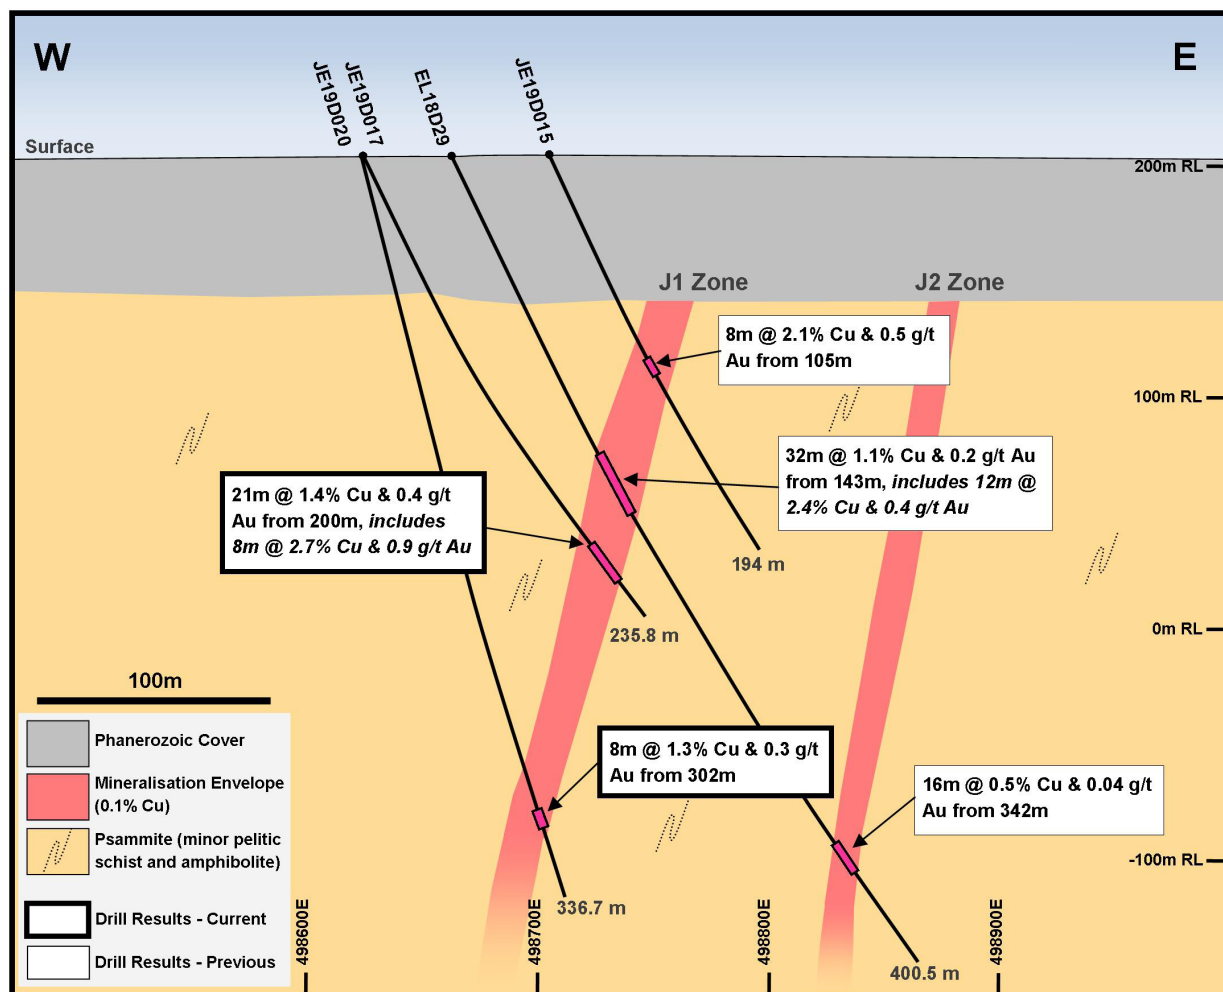 W
E
JE19D020
JE19D017
EL18D29
JE19D015
Surface
200m RL
J1 Zone
J2 Zone
8m @ 2.1% Cu & 0.5 g/t
Au from 105m
100m RL
32m @ 1.1% Cu & 0.2 g/t Au
from 143m, includes 12m @
2.4% Cu & 0.4 g/t Au
21m @ 1.4% Cu & 0.4 g/t
Au from 200m, includes
8m @ 2.7% Cu & 0.9 g/t Au
194 m
235.8 m
0m RL
100m
Phanerozoic Cover
Mineralisation Envelope
(0.1% Cu)
Psammite (minor pelitic
schist and amphibolite)
Drill Results - Current
Drill Results - Previous
8m @ 1.3% Cu & 0.3 g/t
Au from 302m
16m @ 0.5% Cu & 0.04 g/t
Au from 342m
-100m RL
336.7 m
400.5 m
498600E
498700E
498800E
498900E